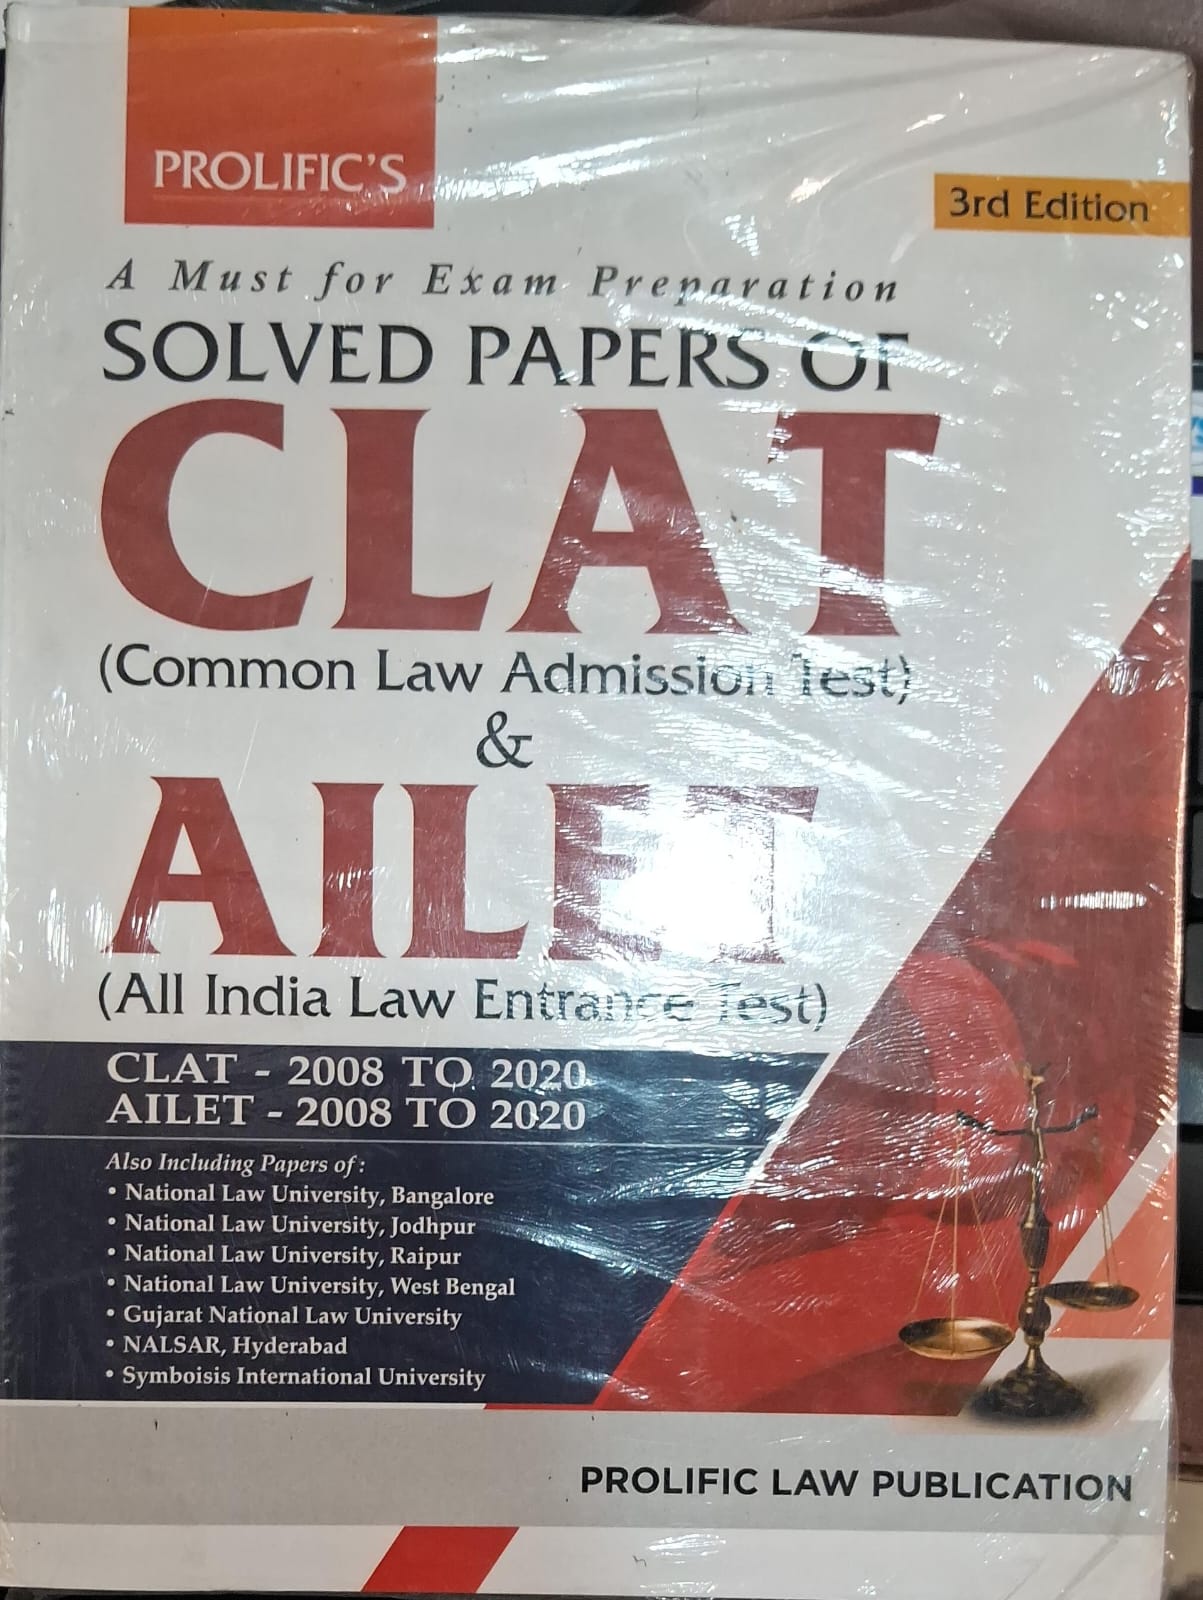 PROLIFIC'S
3rd Edition
A Must for Exam Preparation
SOLVED PAPERS OF
CLAT
(Common Law Admission Test)
&
AILET
(All India Law Entrance Test)
CLAT - 2008 TO 2020
AILET - 2008 TO 2020
Also Including Papers of :
• National Law University, Bangalore
• National Law University, Jodhpur
• National Law University, Raipur
• National Law University, West Bengal
• Gujarat National Law University
• NALSAR, Hyderabad
• Symboisis International University
PROLIFIC LAW PUBLICATION